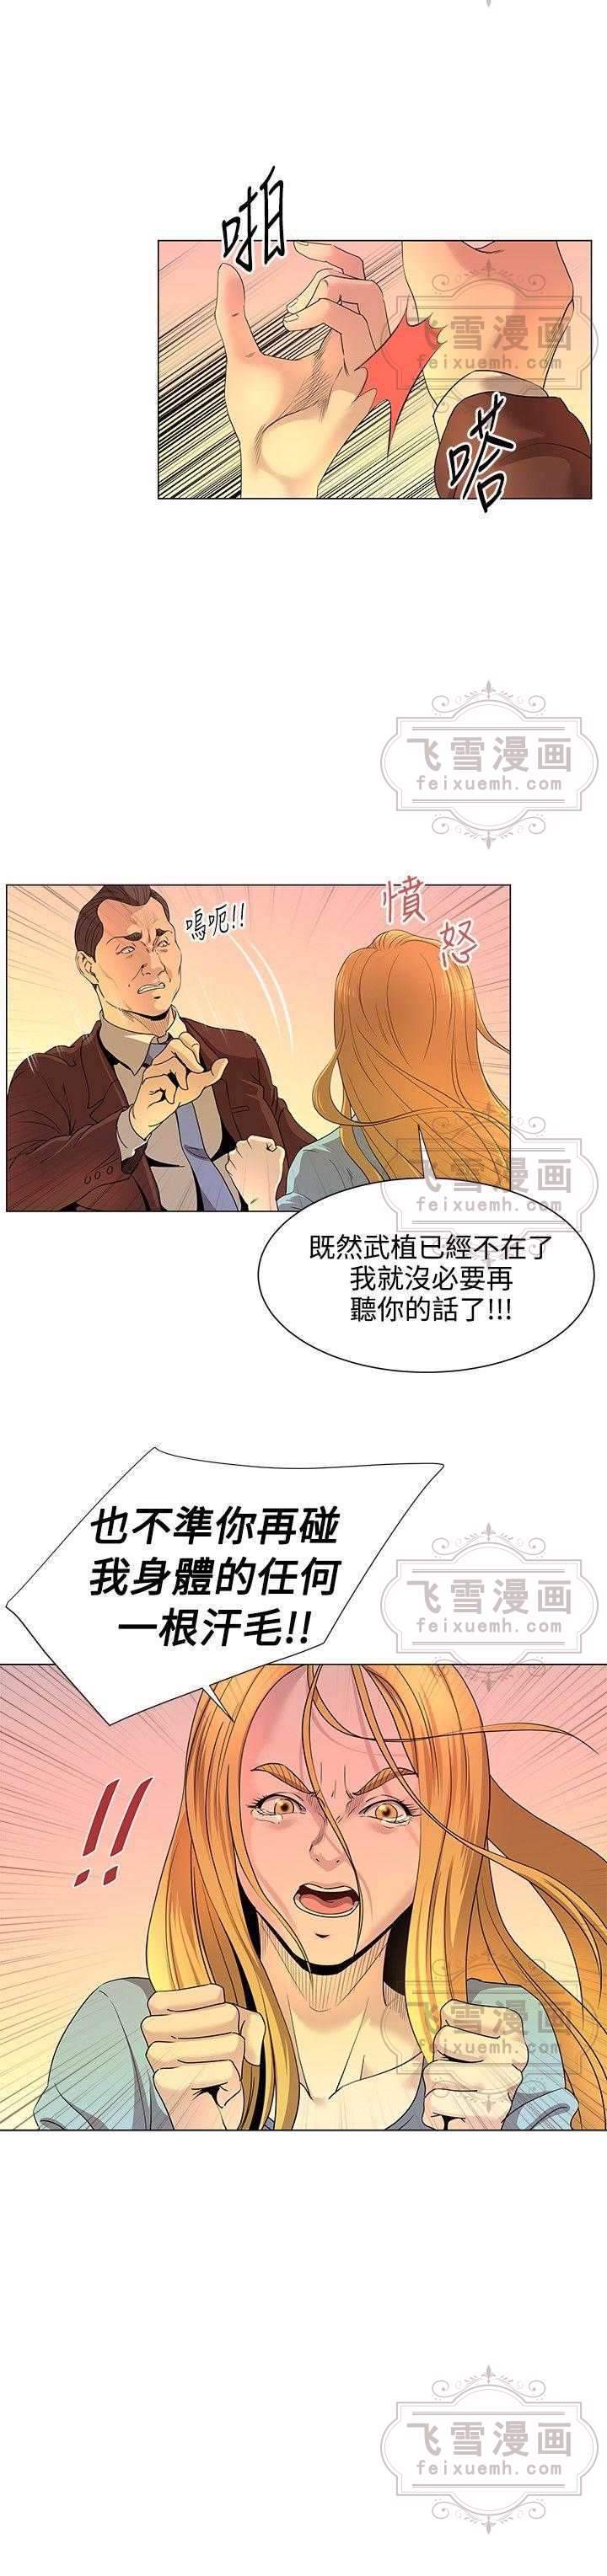 啪
飞雪漫画
feixuemh.com
嗒
飞雪漫画
feixuemh.com
憤怒
嗚呃!!
飞雪漫画
feixuemh.com
既然武植已經不在了
我就沒必要再
聽你的話了!!!
也不準你再碰
我身體的任何
一根汗毛!!
飞雪漫画
feixuemh.com
!!
飞雪漫画
feixuemh.com
飞雪漫画
feixuemh.com